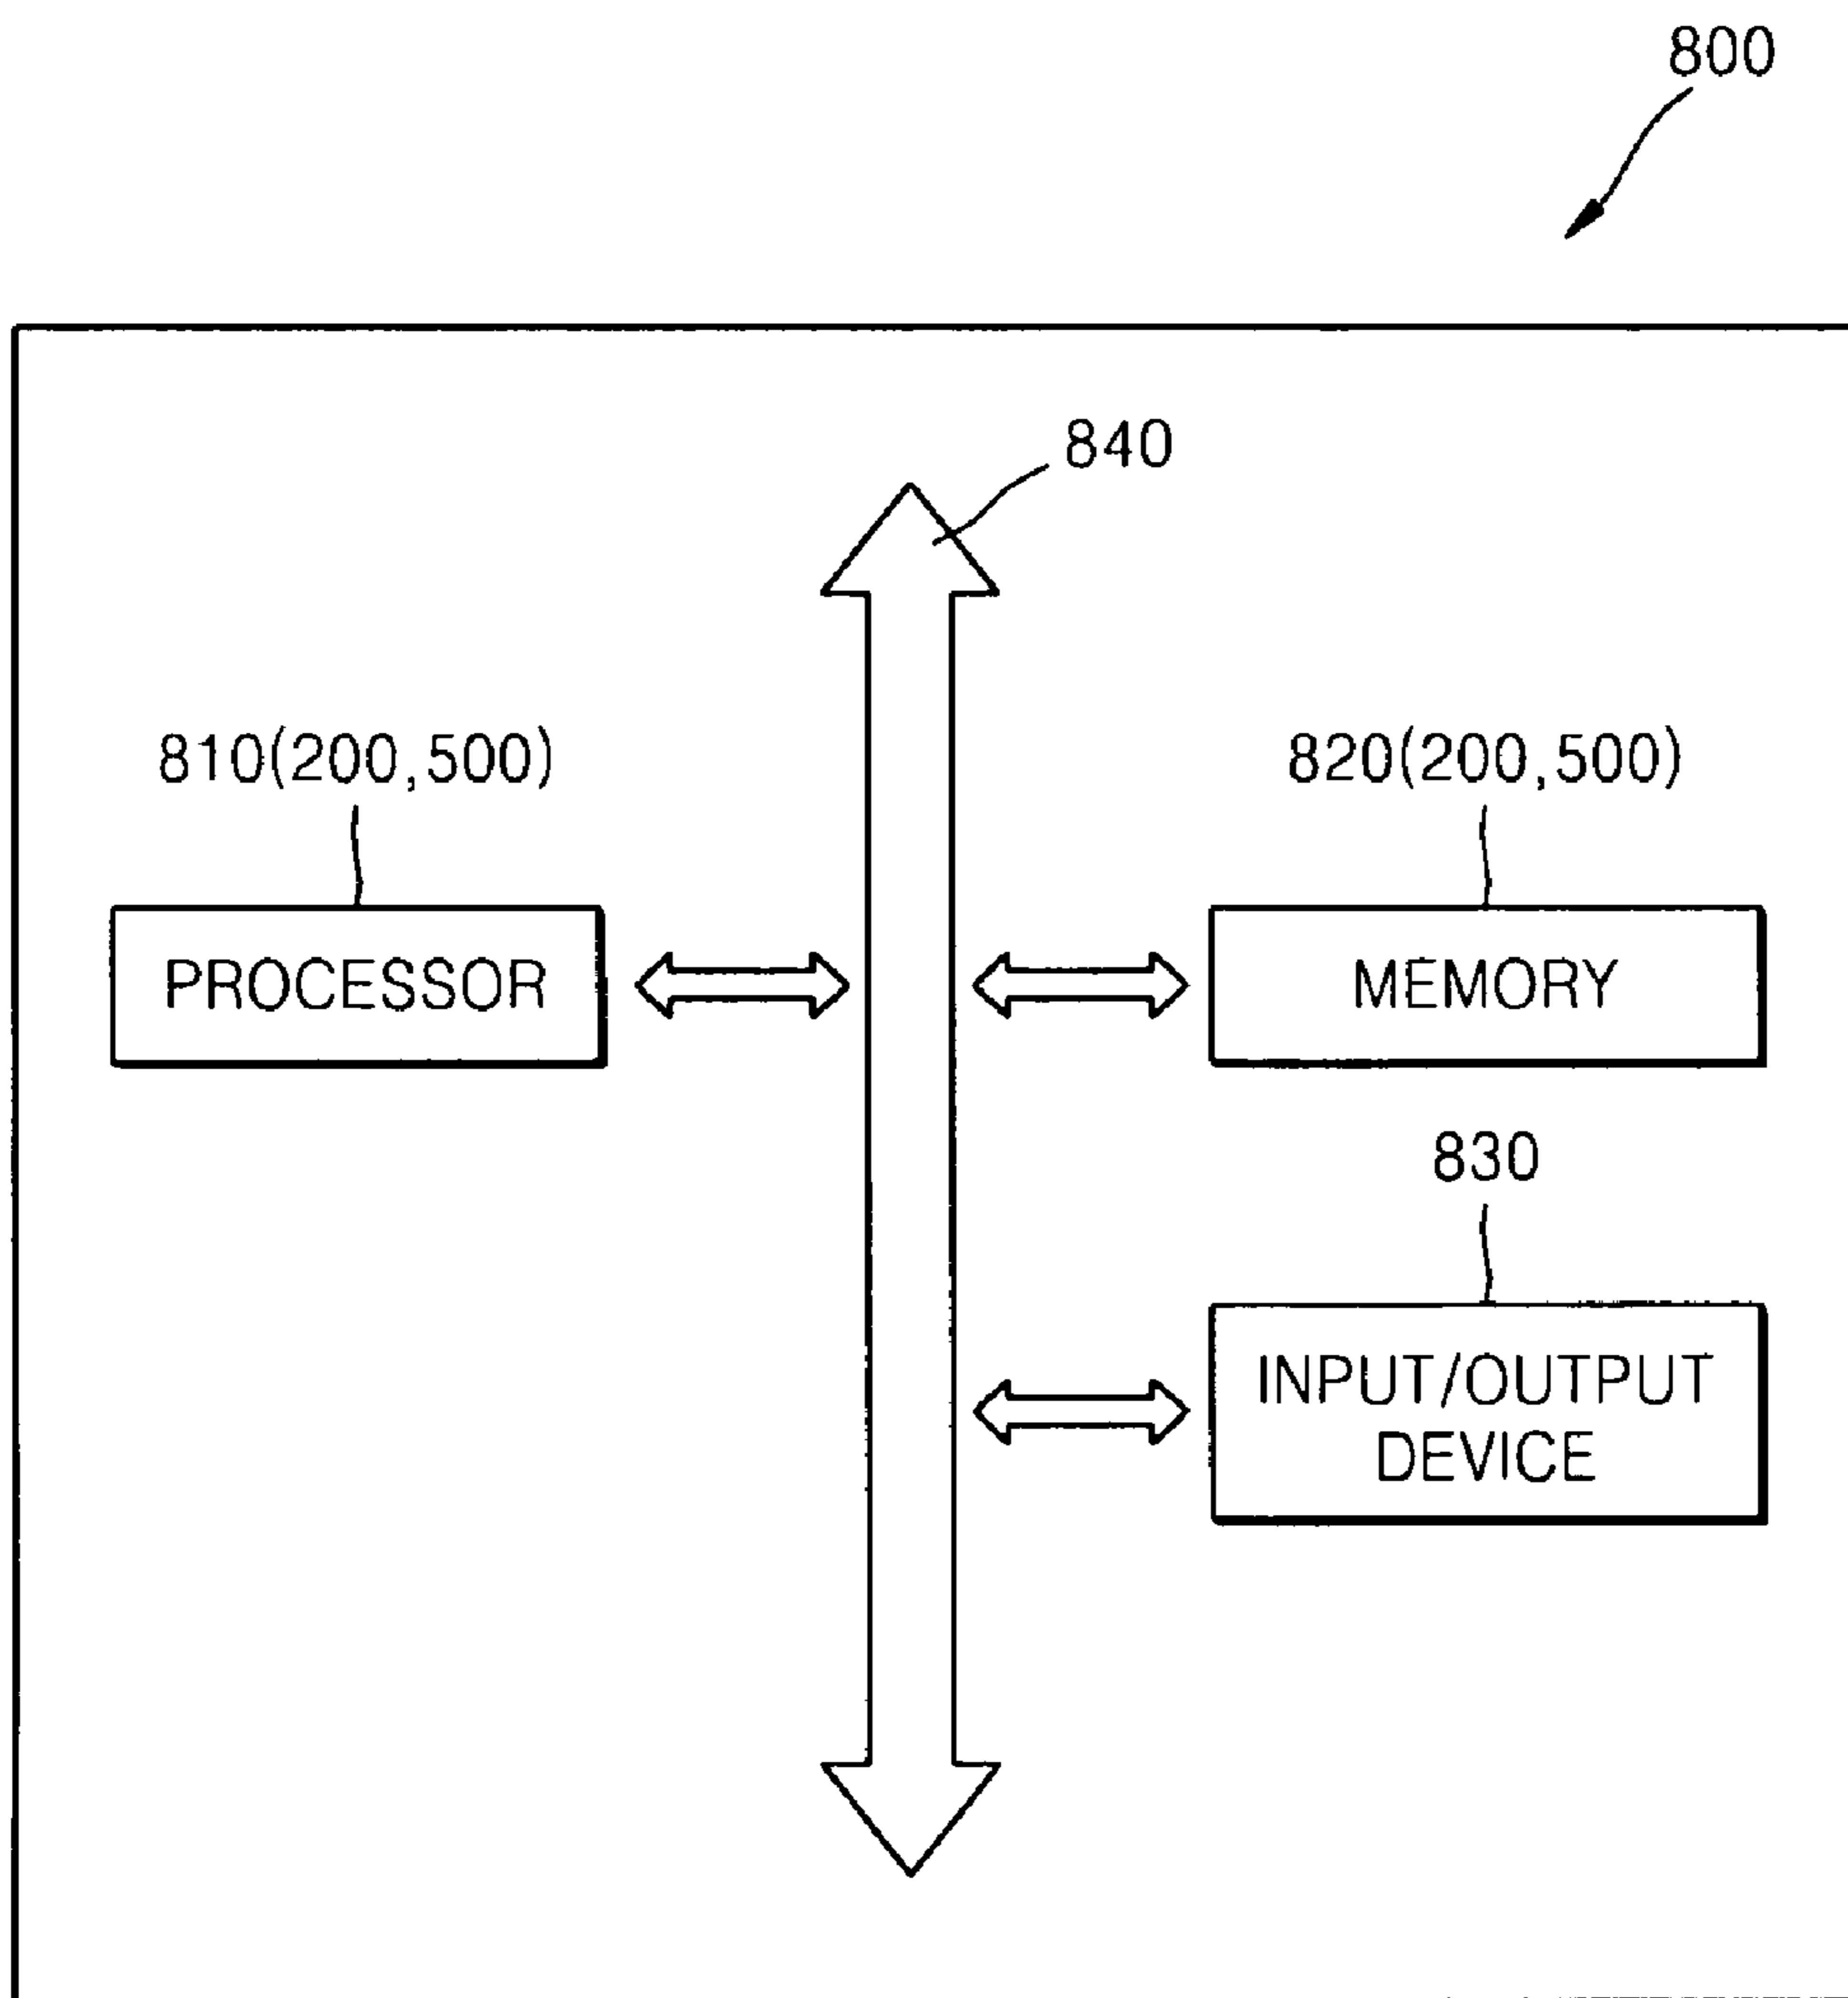 800
840
810(200,500)
820(200,500)
PROCESSOR
MEMORY
830
INPUT/OUTPUT
DEVICE